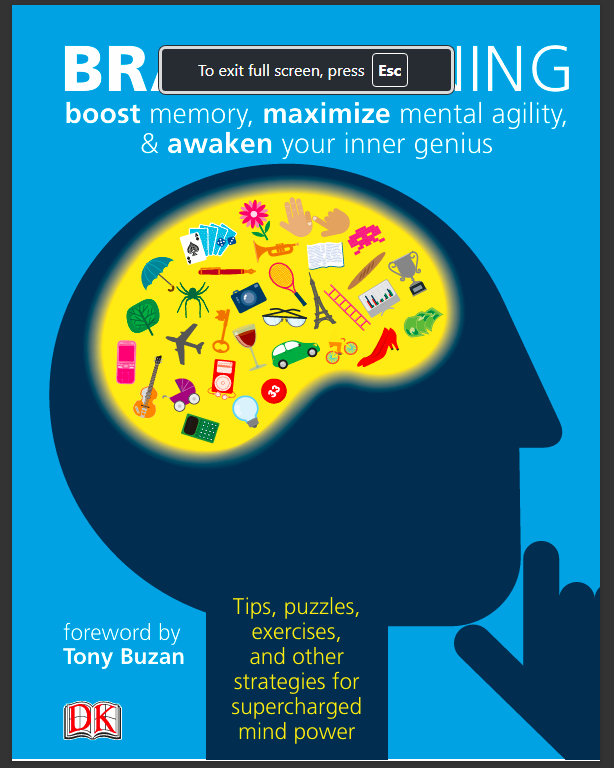 BR
NING
To exit full screen, press Esc
boost memory, maximize mental agility,
& awaken your inner genius
33
Tips, puzzles,
exercises,
and other
strategies for
supercharged
mind power
foreword by
Tony Buzan
DK